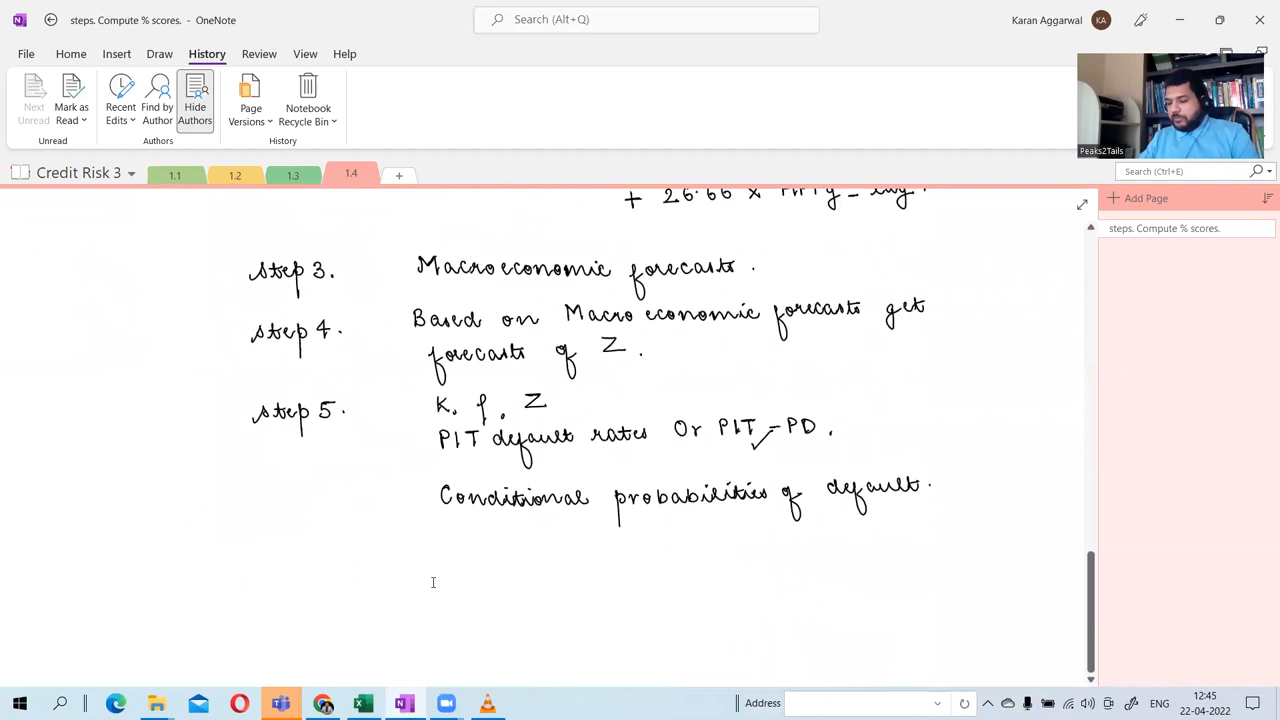 steps. Compute % scores. - OneNote
Search (Alt+Q)
Karan Aggarwal
KA
File Home Insert Draw History Review View Help
Next Unread
Mark as Read
Recent Edits
Find by Author
Hide Authors
Page Versions
Notebook Recycle Bin
Unread
Authors
History
Peaks2Tails
Credit Risk 3
1.1
1.2
1.3
1.4
Search (Ctrl+E)
Add Page
steps. Compute % scores.
+ 26.66 x
step 3. Macroeconomic forecasts.
step 4. Based on Macroeconomic forecasts get
forecasts of Z.
step 5. K. ρ. Z
PIT default rates Or PIT-PD.
Conditional probabilities of default.
Address
ENG
12:45
22-04-2022